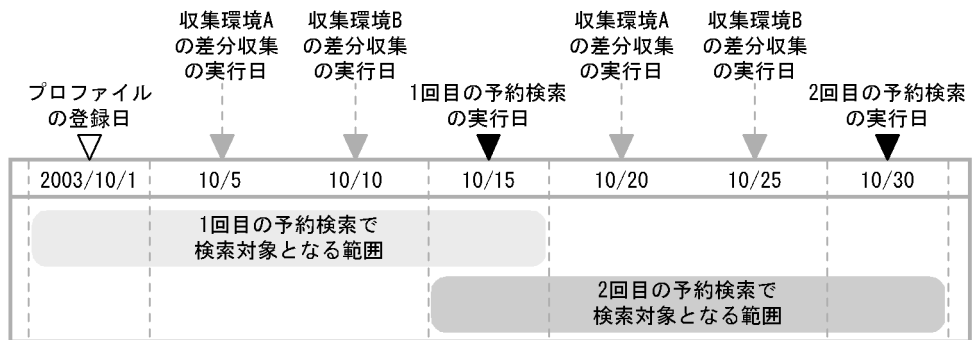 収集環境A
の差分収集
の実行日
収集環境B
の差分収集
の実行日
収集環境A
の差分収集
の実行日
収集環境B
の差分収集
の実行日
プロファイル
の登録日
1回目の予約検索
の実行日
2回目の予約検索
の実行日
2003/10/1 10/5 10/10 10/15 10/20 10/25 10/30
1回目の予約検索で
検索対象となる範囲
2回目の予約検索で
検索対象となる範囲